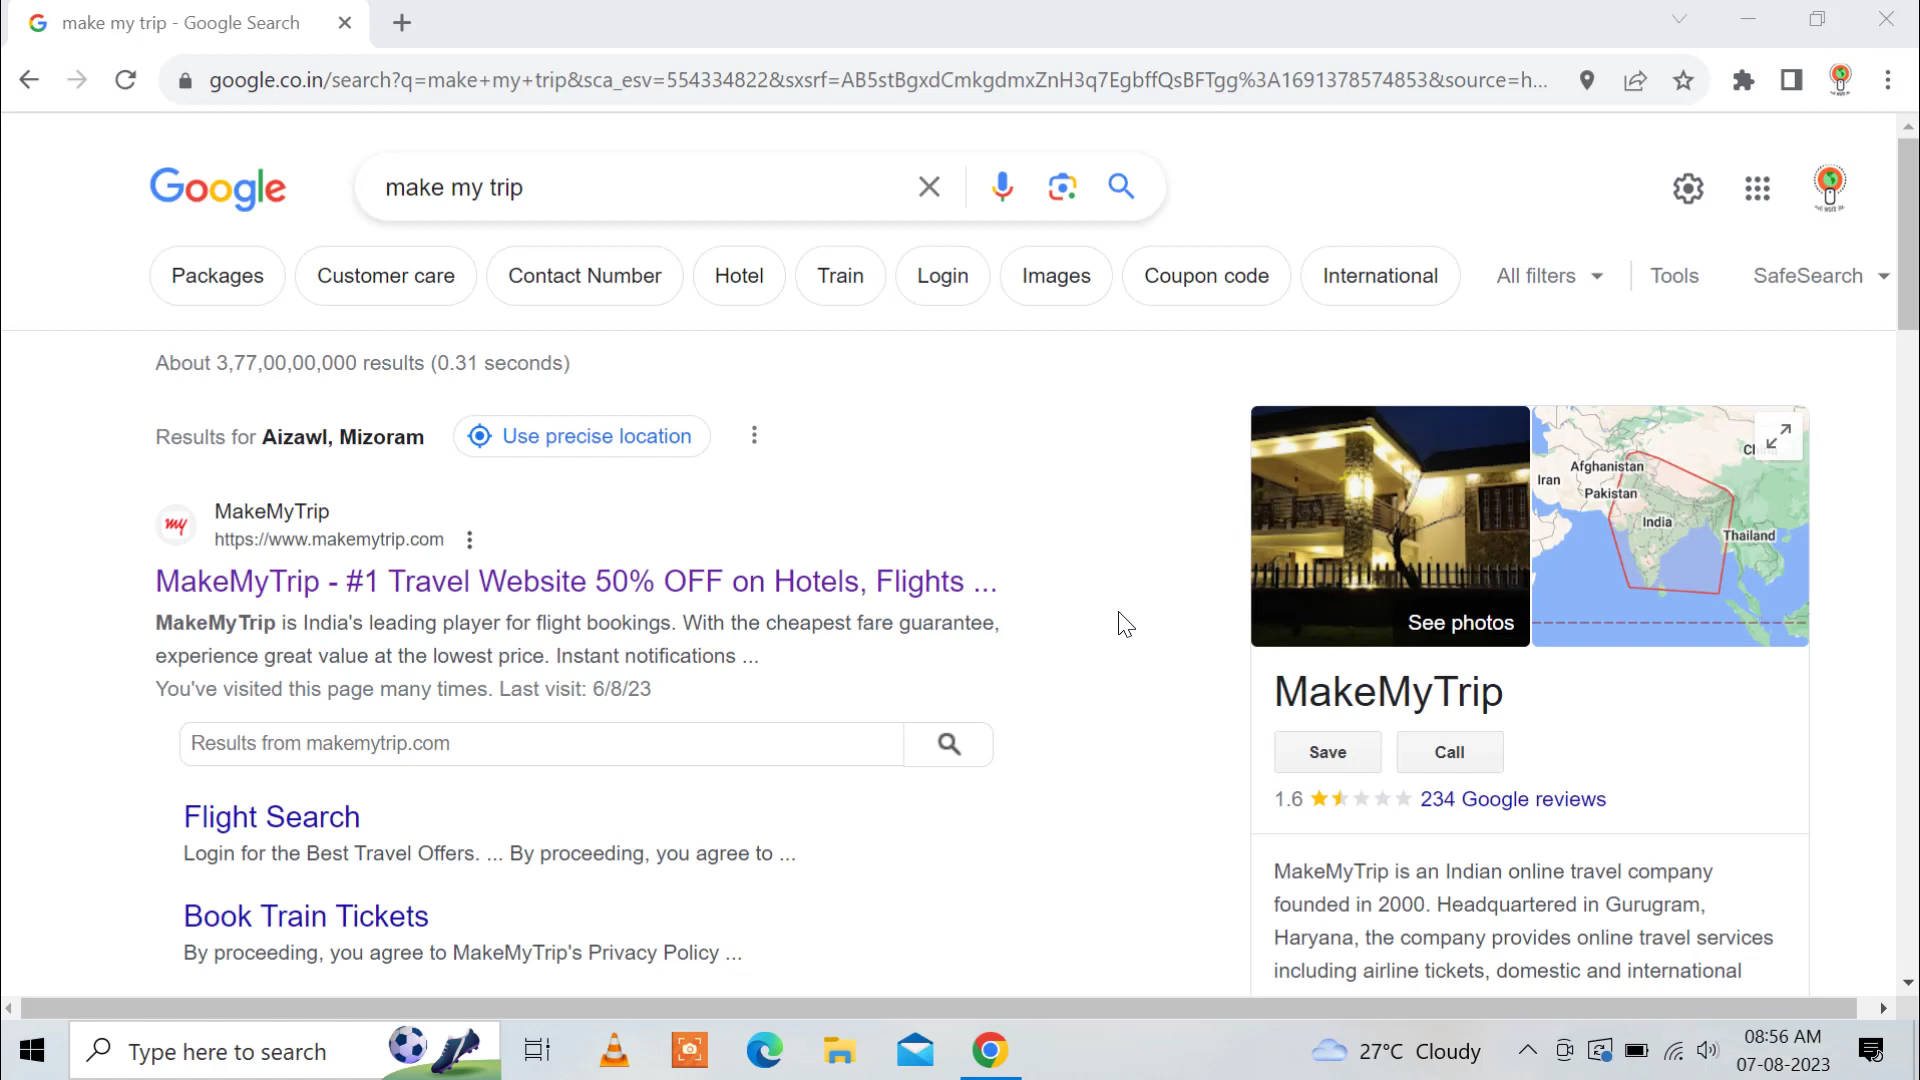 make my trip - Google Search
google.co.in/search?q=make+my+trip&sca_esv=554334822&sxsrf=AB5stBgxdCmkgdmxZnH3q7EgbffQsBFTgg%3A1691378574853&source=h...
Google
make my trip
Packages
Customer care
Contact Number
Hotel
Train
Login
Images
Coupon code
International
All filters
Tools
SafeSearch
About 3,77,00,00,000 results (0.31 seconds)
Results for Aizawl, Mizoram
Use precise location
my
MakeMyTrip
https://www.makemytrip.com
MakeMyTrip - #1 Travel Website 50% OFF on Hotels, Flights ...
MakeMyTrip is India's leading player for flight bookings. With the cheapest fare guarantee,
experience great value at the lowest price. Instant notifications ...
You've visited this page many times. Last visit: 6/8/23
Results from makemytrip.com
Flight Search
Login for the Best Travel Offers. ... By proceeding, you agree to ...
Book Train Tickets
By proceeding, you agree to MakeMyTrip's Privacy Policy ...
See photos
Afghanistan
Iran
Pakistan
India
Thailand
MakeMyTrip
Save
Call
1.6
234 Google reviews
MakeMyTrip is an Indian online travel company
founded in 2000. Headquartered in Gurugram,
Haryana, the company provides online travel services
including airline tickets, domestic and international
Type here to search
27°C Cloudy
08:56 AM
07-08-2023